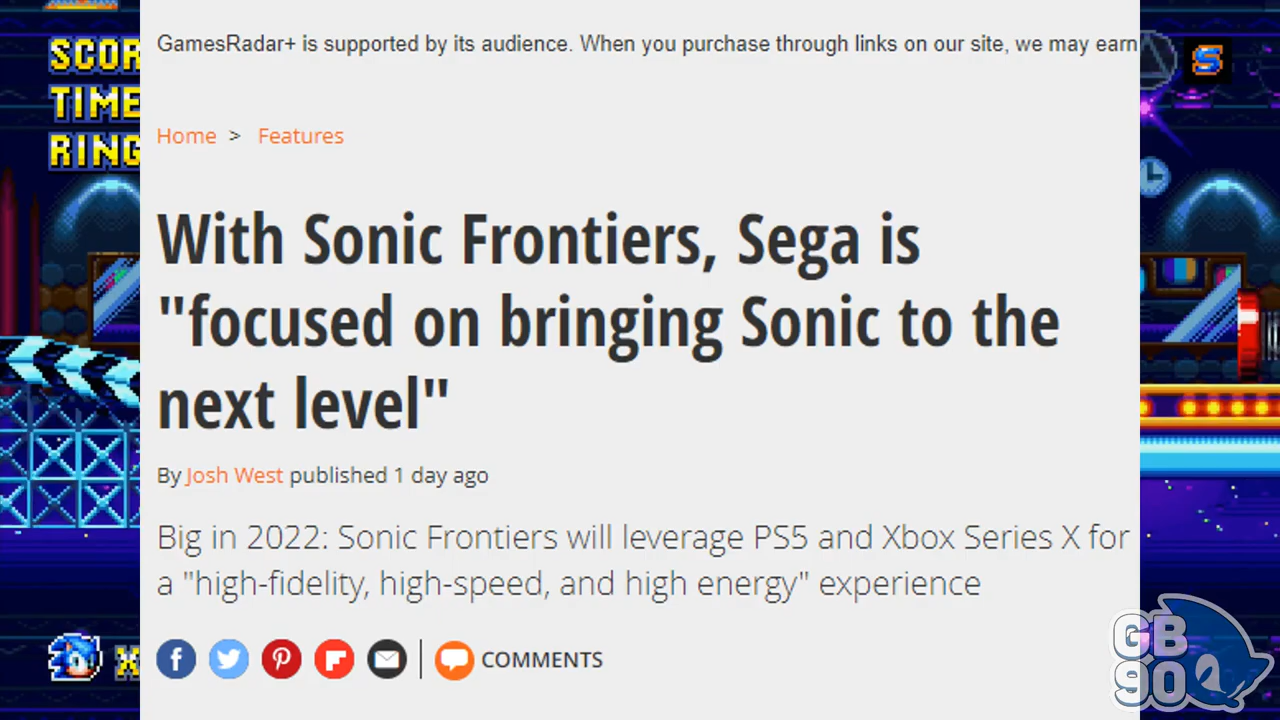 GamesRadar+ is supported by its audience. When you purchase through links on our site, we may earn
SCOR
TIME
RING
S
Home > Features
With Sonic Frontiers, Sega is
"focused on bringing Sonic to the
next level"
By Josh West published 1 day ago
Big in 2022: Sonic Frontiers will leverage PS5 and Xbox Series X for
a "high-fidelity, high-speed, and high energy" experience
X
COMMENTS
GB
90